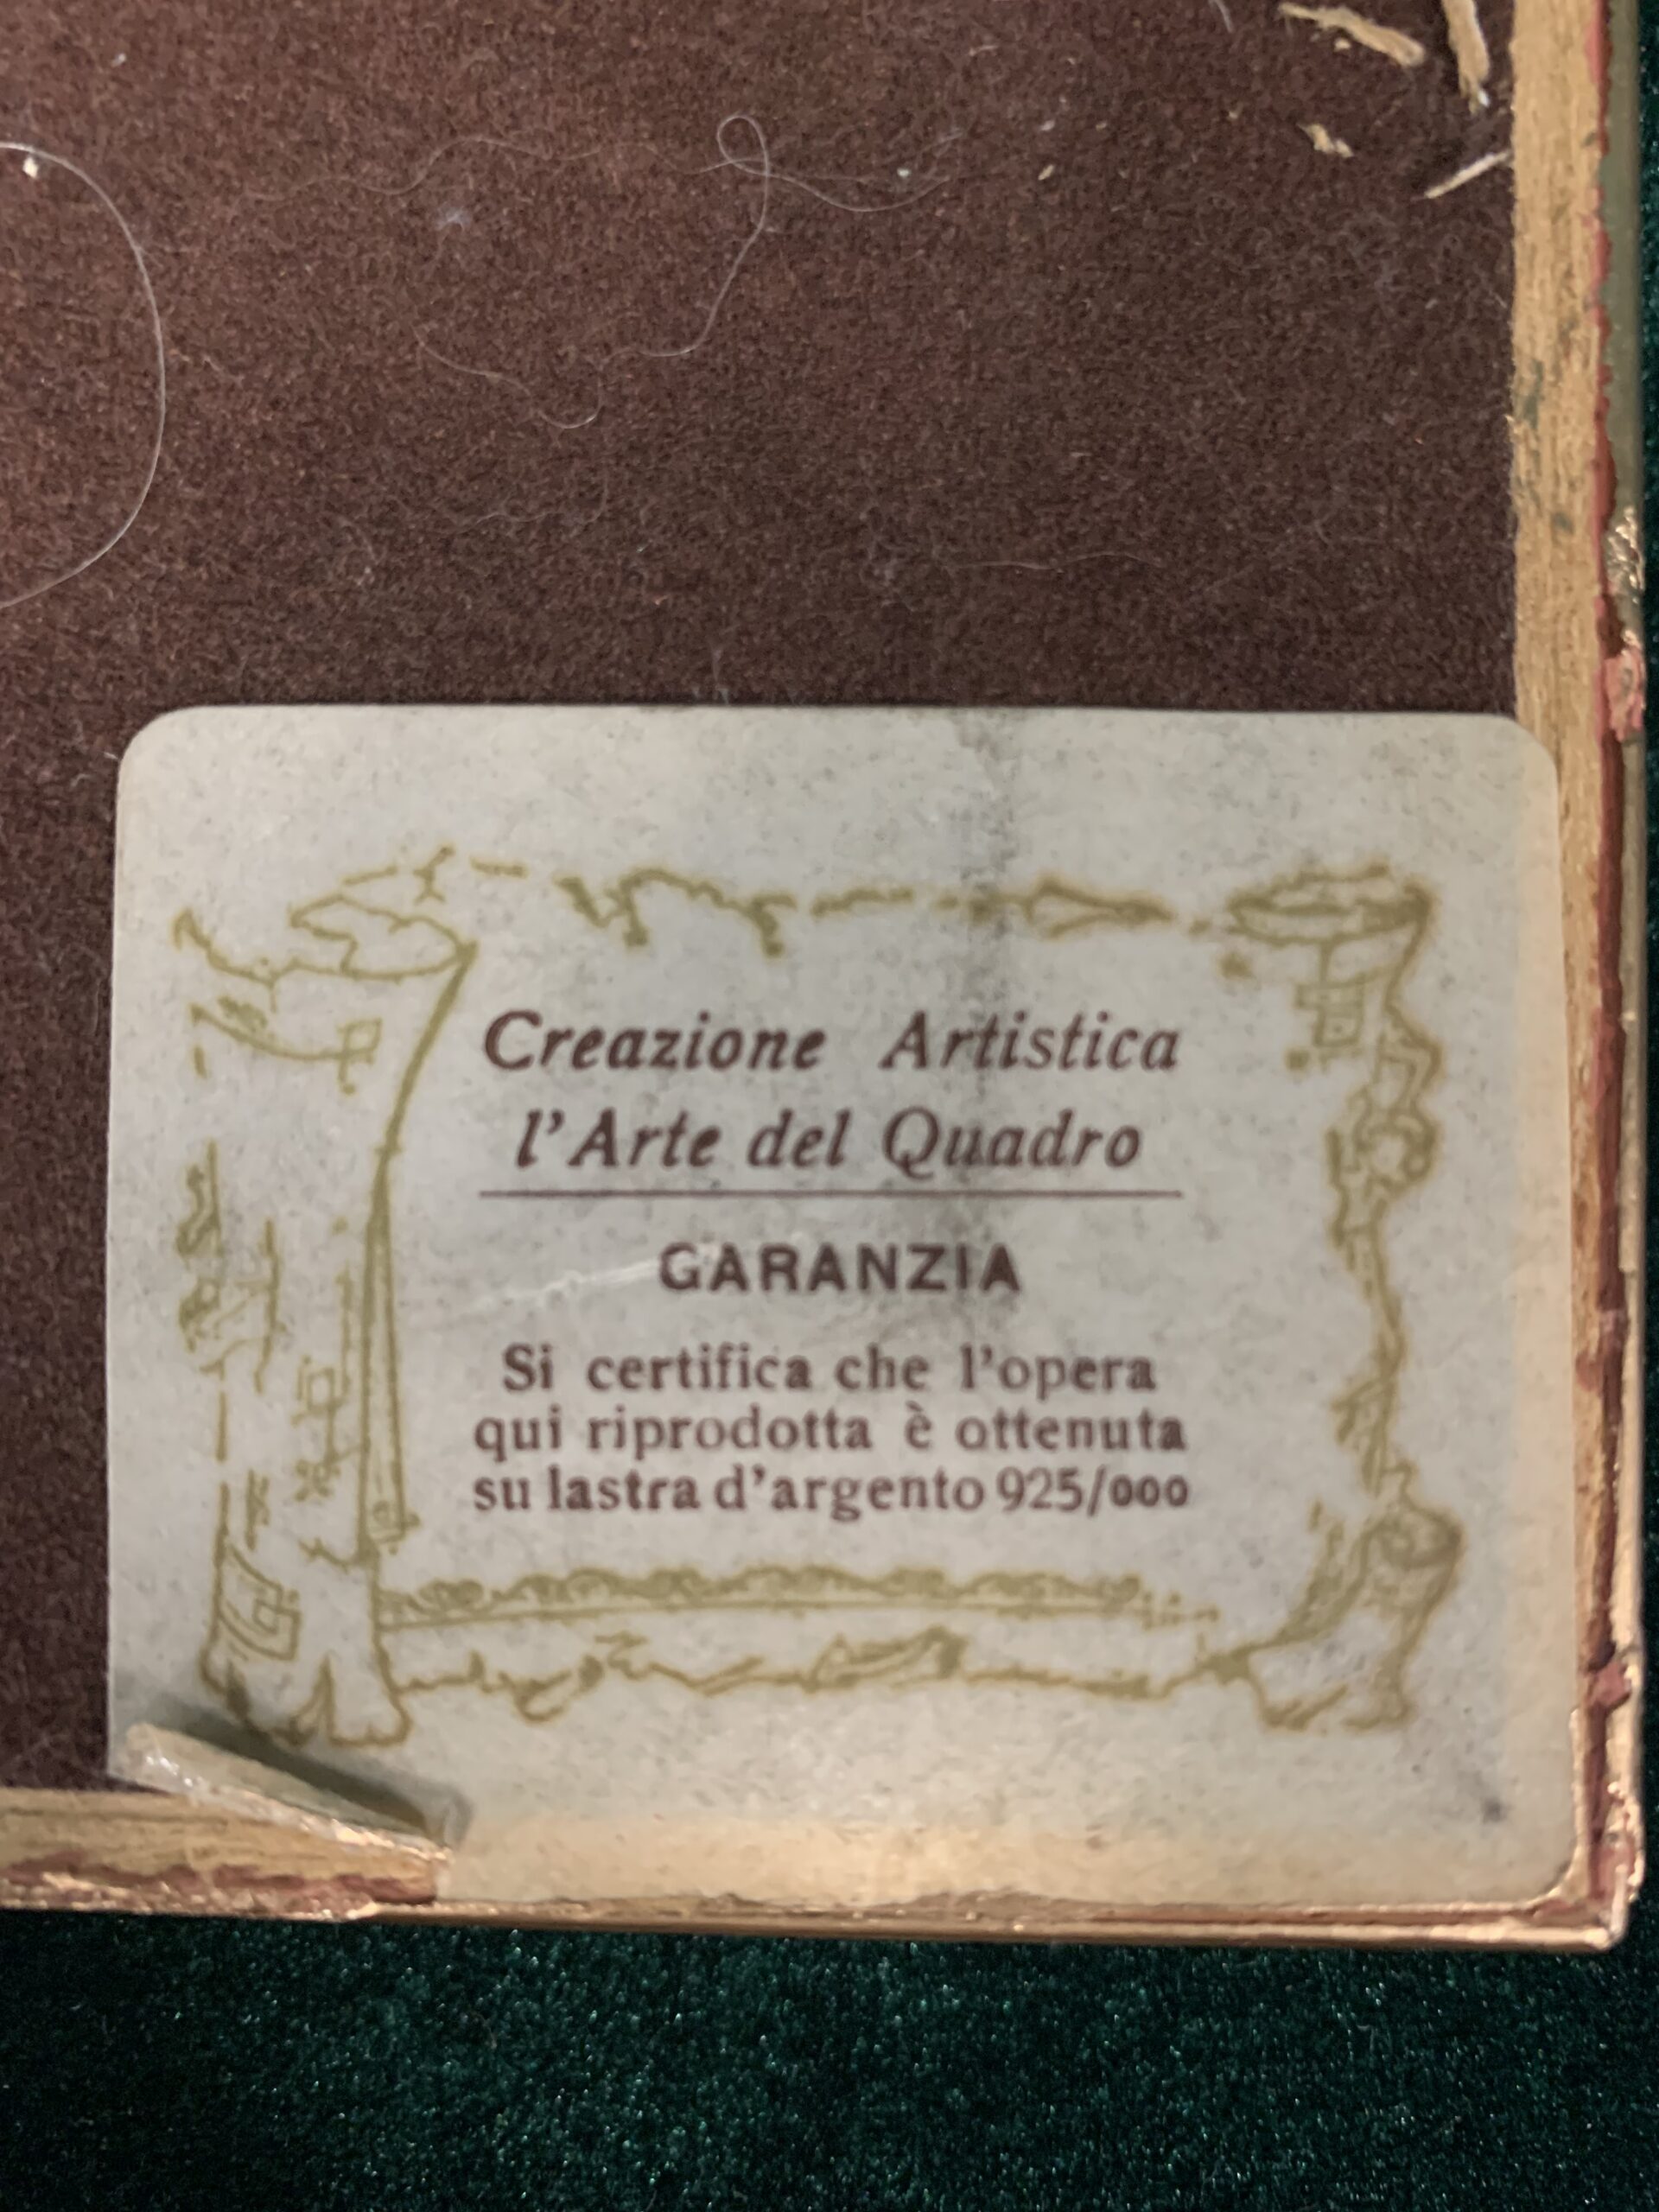 Creazione Artistica
l'Arte del Quadro
GARANZIA
Si certifica che l'opera
qui riprodotta è ottenuta
su lastra d'argento 925/000